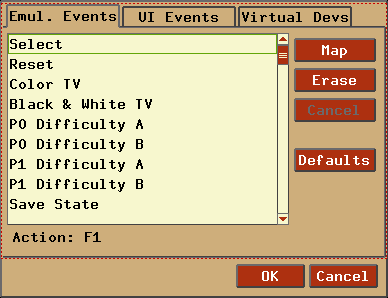 Emul. Events UI Events Virtual Devs
Select
Reset
Color TV
Black & White TV
P0 Difficulty A
P0 Difficulty B
P1 Difficulty A
P1 Difficulty B
Save State
Map
Erase
Cancel
Defaults
Action: F1
OK Cancel